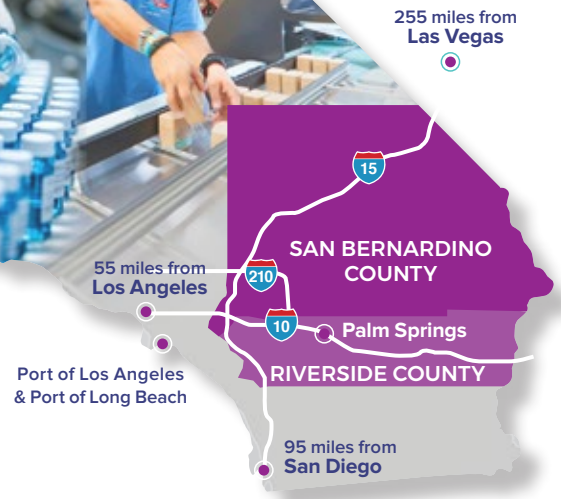 255 miles from
Las Vegas
15
SAN BERNARDINO
COUNTY
55 miles from
Los Angeles
210
10
Palm Springs
Port of Los Angeles
& Port of Long Beach
RIVERSIDE COUNTY
95 miles from
San Diego